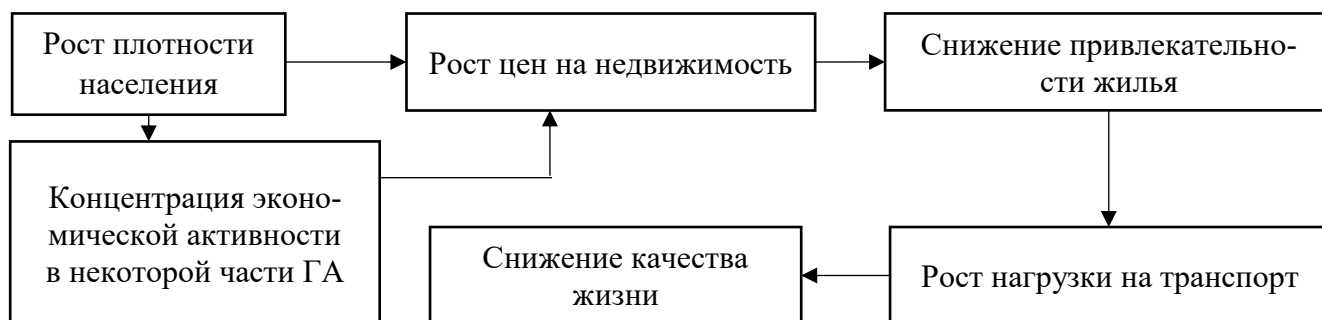 Рост плотности
населения
Рост цен на недвижимость
Снижение привлекательно-
сти жилья
Концентрация эконо-
мической активности
в некоторой части ГА
Снижение качества
жизни
Рост нагрузки на транспорт